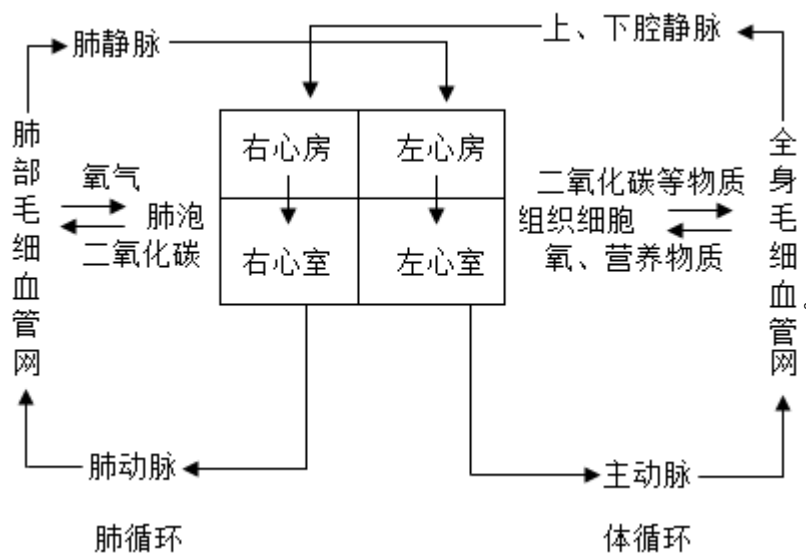 肺静脉
上、下腔静脉
右心房
左心房
肺部毛细血管网
氧气
肺泡
二氧化碳
右心室
左心室
二氧化碳等物质
组织细胞
氧、营养物质
全身毛细血管网
。
肺动脉
主动脉
肺循环
体循环